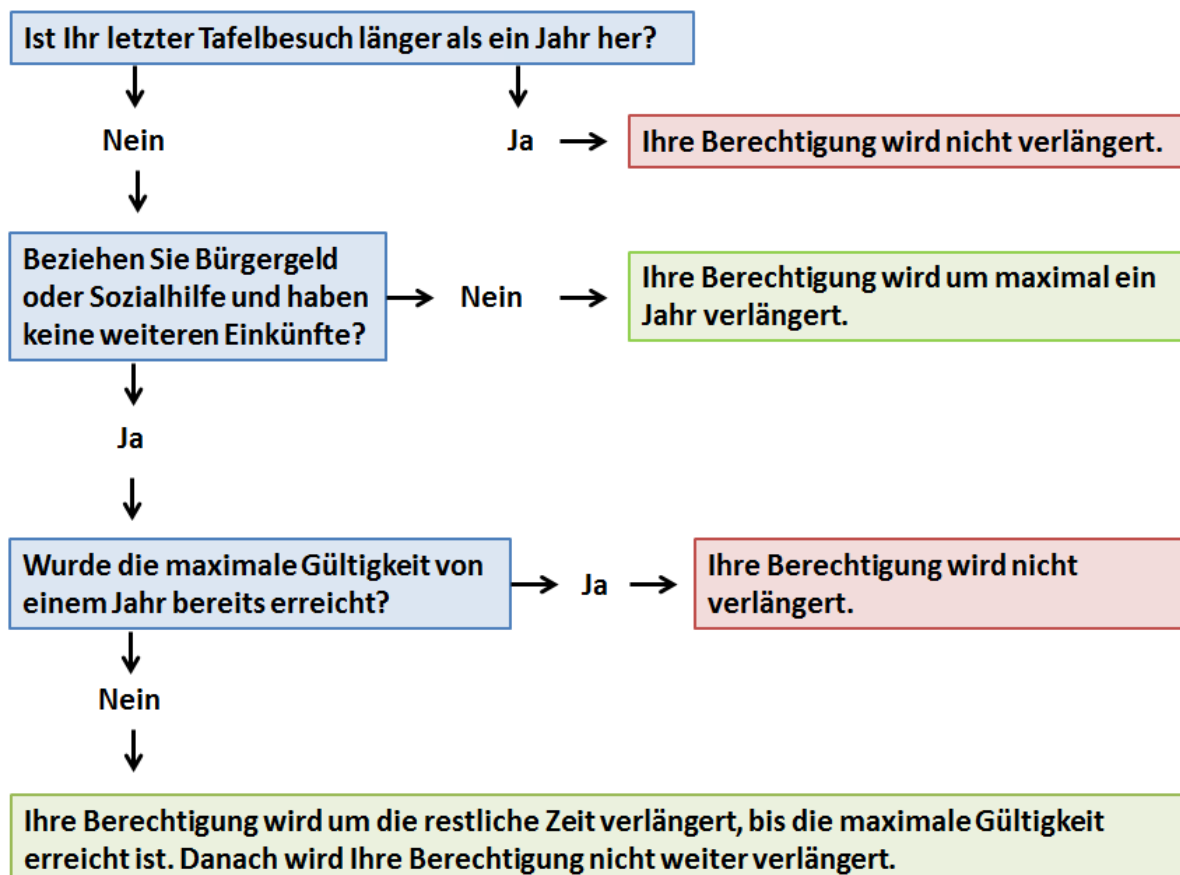 Ist Ihr letzter Tafelbesuch länger als ein Jahr her?
Nein
Ja
Ihre Berechtigung wird nicht verlängert.
Beziehen Sie Bürgergeld
oder Sozialhilfe und haben
keine weiteren Einkünfte?
Nein
Ihre Berechtigung wird um maximal ein
Jahr verlängert.
Ja
Wurde die maximale Gültigkeit von
einem Jahr bereits erreicht?
Ja
Ihre Berechtigung wird nicht
verlängert.
Nein
Ihre Berechtigung wird um die restliche Zeit verlängert, bis die maximale Gültigkeit
erreicht ist. Danach wird Ihre Berechtigung nicht weiter verlängert.